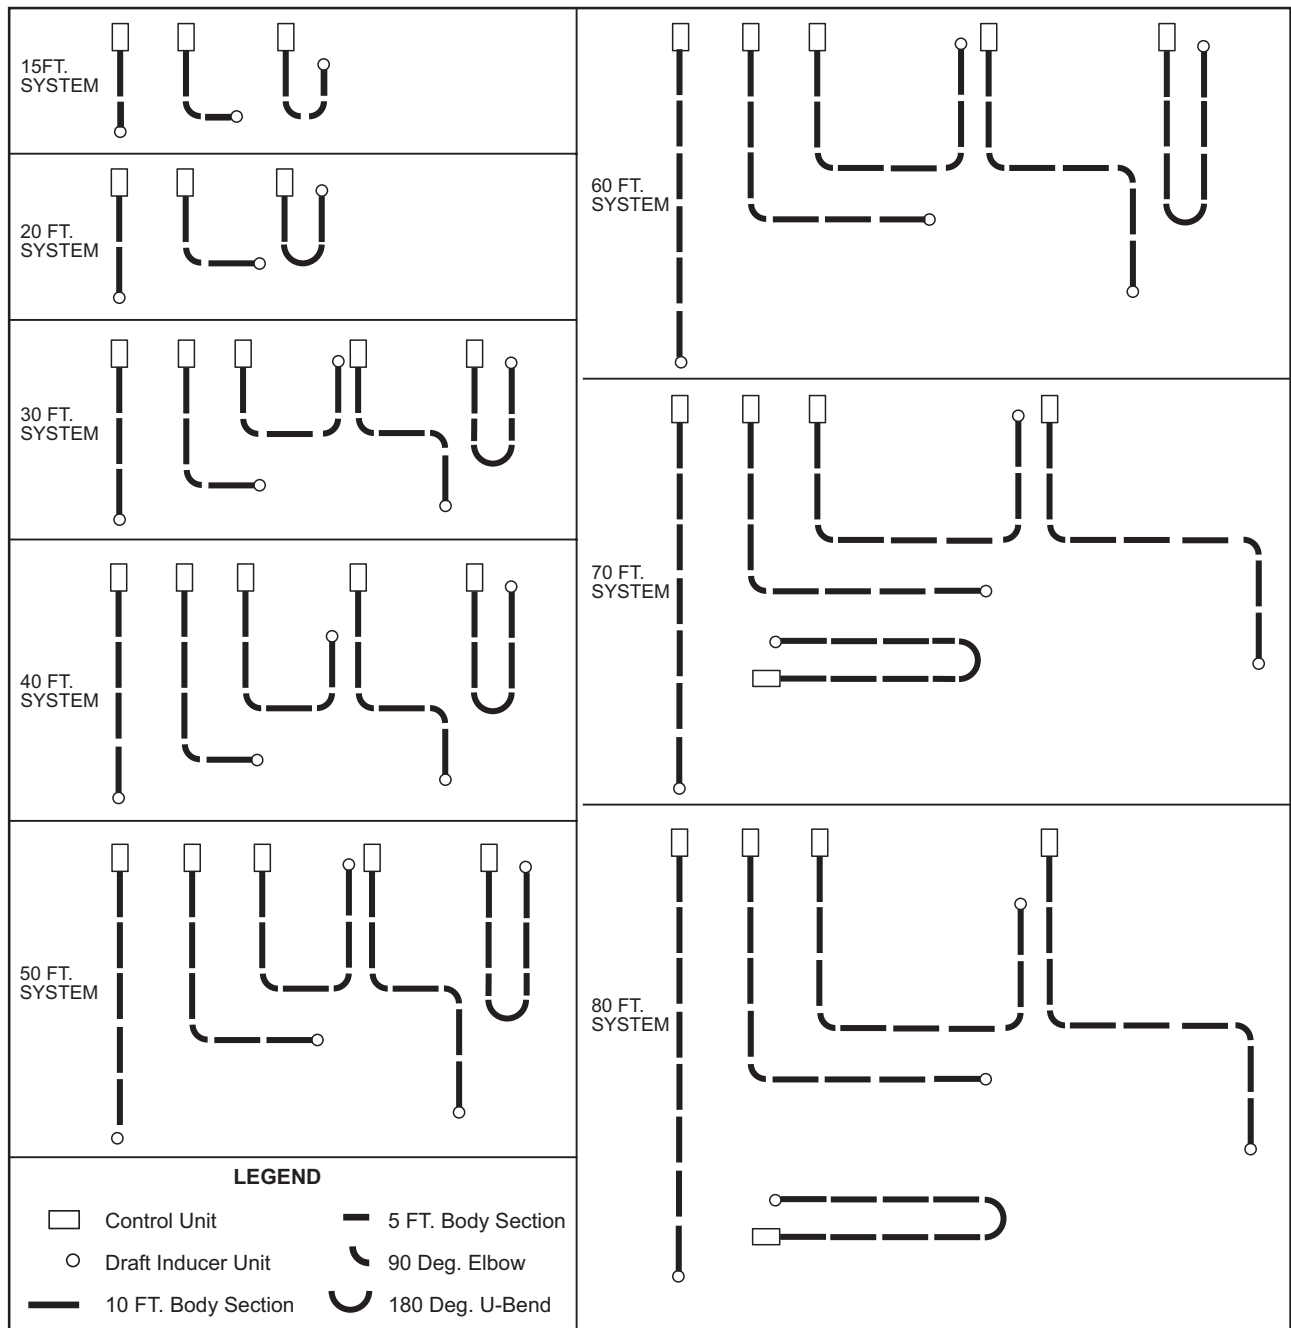 15FT.
SYSTEM
20 FT.
SYSTEM
30 FT.
SYSTEM
40 FT.
SYSTEM
50 FT.
SYSTEM
LEGEND
Control Unit
5 FT. Body Section
Draft Inducer Unit
90 Deg. Elbow
10 FT. Body Section
180 Deg. U-Bend
60 FT.
SYSTEM
70 FT.
SYSTEM
80 FT.
SYSTEM